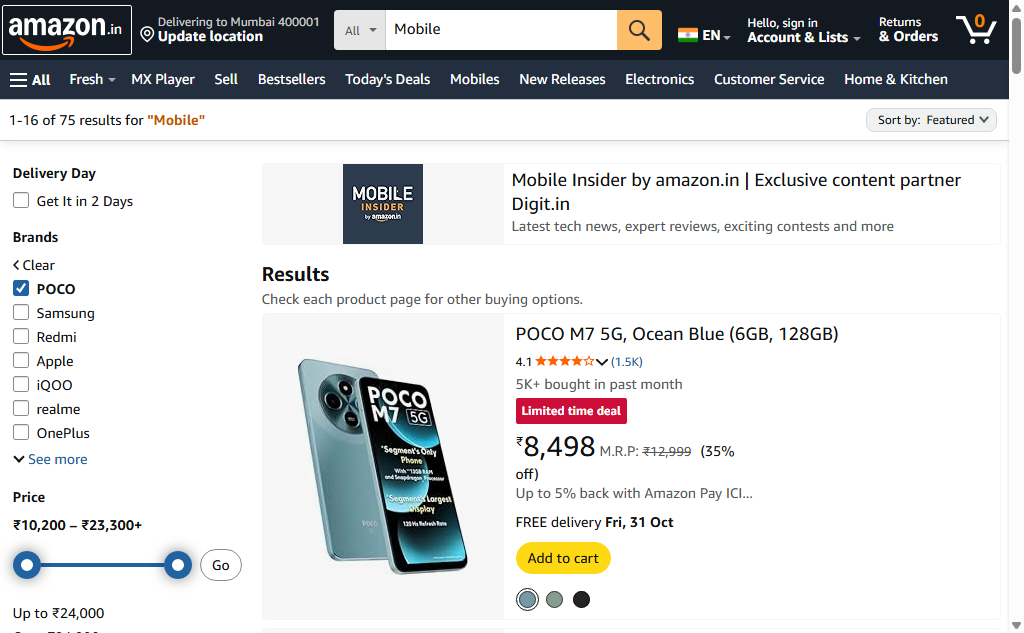 amazon.in
Delivering to Mumbai 400001
Update location
All
Mobile
EN
Hello, sign in
Account & Lists
Returns
& Orders
0
All
Fresh
MX Player
Sell
Bestsellers
Today's Deals
Mobiles
New Releases
Electronics
Customer Service
Home & Kitchen
1-16 of 75 results for "Mobile"
Sort by: Featured
Delivery Day
Get It in 2 Days
Brands
Clear
POCO
Samsung
Redmi
Apple
iQOO
realme
OnePlus
See more
Price
₹10,200 – ₹23,300+
Go
Up to ₹24,000
MOBILE
INSIDER
by amazon.in
Mobile Insider by amazon.in | Exclusive content partner
Digit.in
Latest tech news, expert reviews, exciting contests and more
Results
Check each product page for other buying options.
POCO
M7 5G
"Segment's Only
Phone
With ~12GB RAM
and Snapdragon Processor
"Segment's Largest
Display
120 Hz Refresh Rate
POCO
POCO M7 5G, Ocean Blue (6GB, 128GB)
4.1 (1.5K)
5K+ bought in past month
Limited time deal
₹8,498 M.R.P: ₹12,999 (35%
off)
Up to 5% back with Amazon Pay ICI...
FREE delivery Fri, 31 Oct
Add to cart